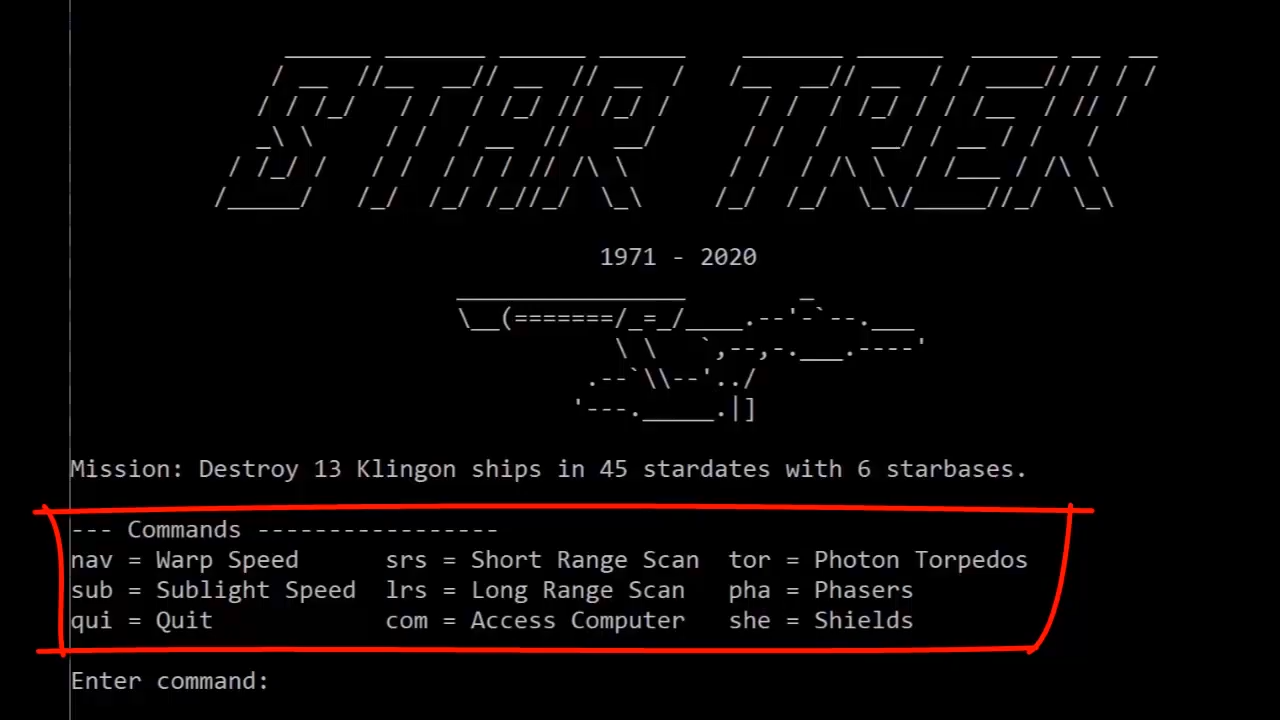 STAR TREK
1971 - 2020
Mission: Destroy 13 Klingon ships in 45 stardates with 6 starbases.
--- Commands -----------------
nav = Warp Speed srs = Short Range Scan tor = Photon Torpedos
sub = Sublight Speed lrs = Long Range Scan pha = Phasers
qui = Quit com = Access Computer she = Shields
Enter command: